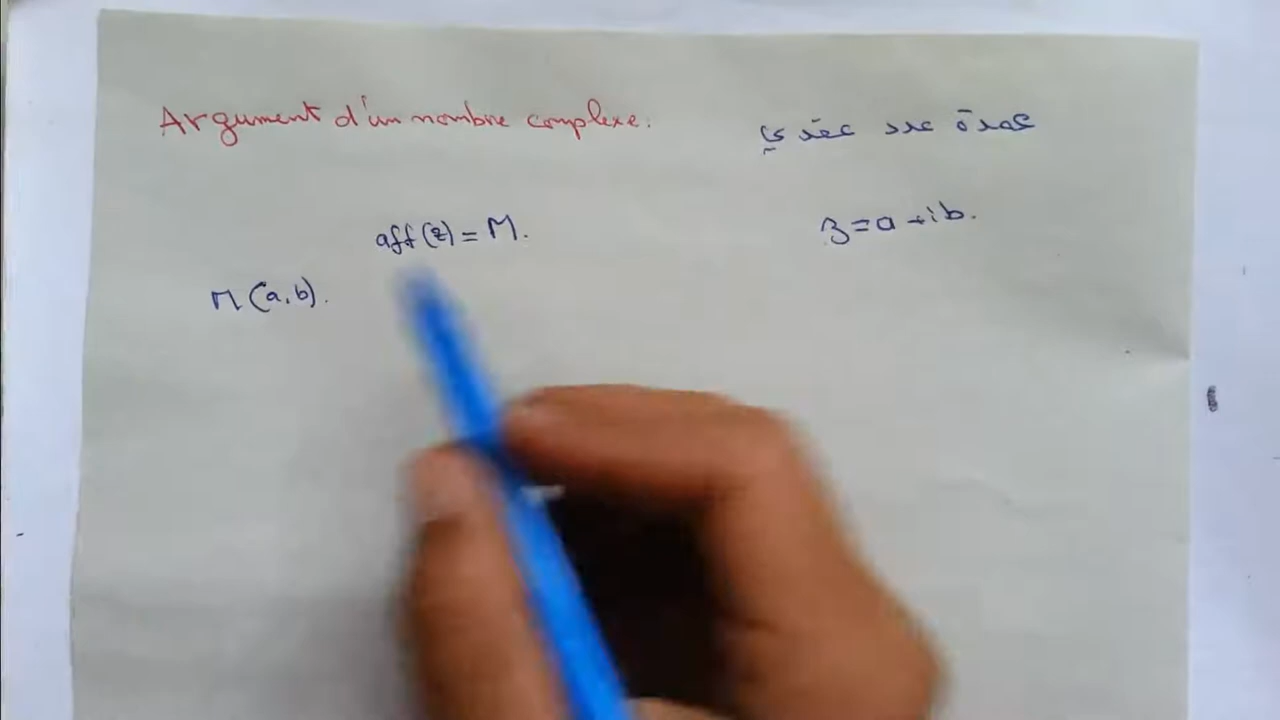 Argument d'un nombre complexe.
عمدة عدد عقدي
aff(z) = M.
z = a + ib.
M(a,b).